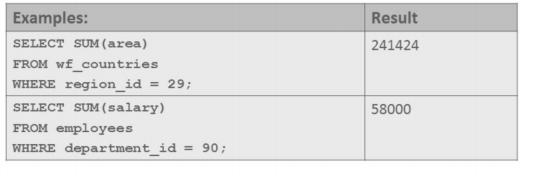 Examples: Result
SELECT SUM(area) 241424
FROM wf_countries
WHERE region_id = 29;
SELECT SUM(salary) 58000
FROM employees
WHERE department_id = 90;